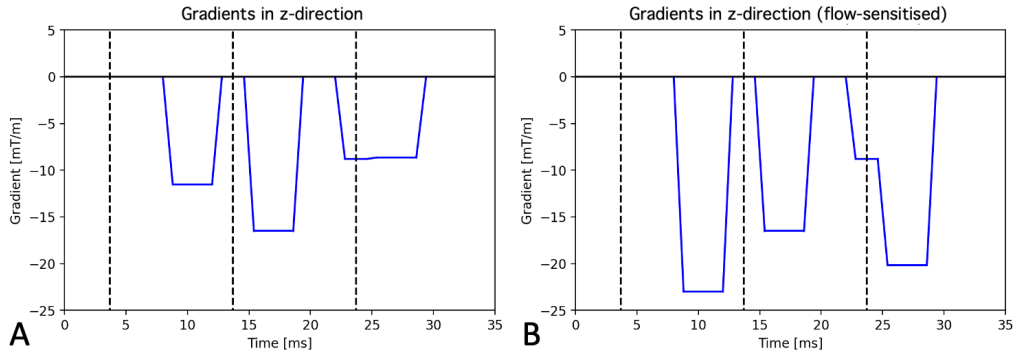 Gradients in z-direction
5
0
−5
−10
−15
−20
−25
Gradient [mT/m]
0 5 10 15 20 25 30 35
Time [ms]
A
Gradients in z-direction (flow-sensitised)
5
0
−5
−10
−15
−20
−25
Gradient [mT/m]
0 5 10 15 20 25 30 35
Time [ms]
B